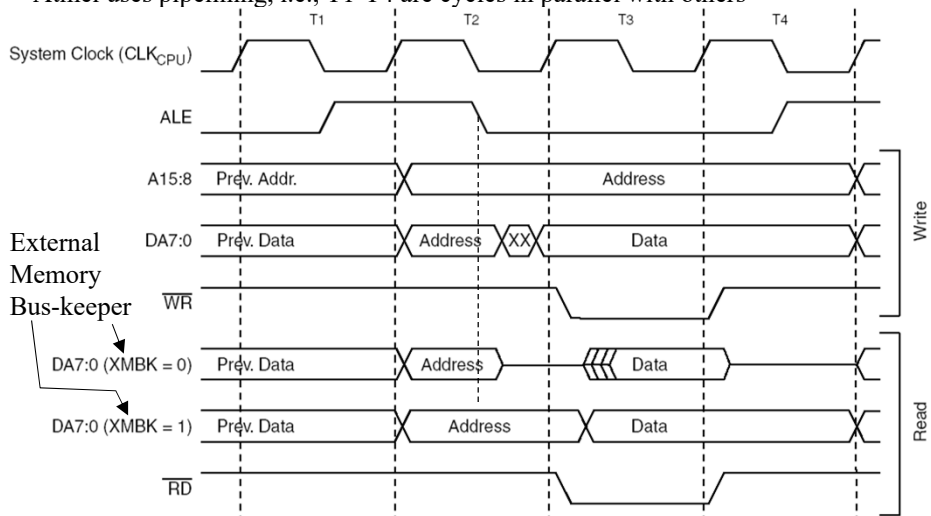 Atmel uses pipelining, i.e., T1-T4 are cycles in parallel with others
T1 T2 T3 T4
System Clock (CLKCPU)
ALE
A15:8 Prev. Addr. Address
DA7:0 Prev. Data Address XX Data
WR
Write
External
Memory
Bus-keeper
DA7:0 (XMBK = 0) Prev. Data Address Data
DA7:0 (XMBK = 1) Prev. Data Address Data
RD
Read